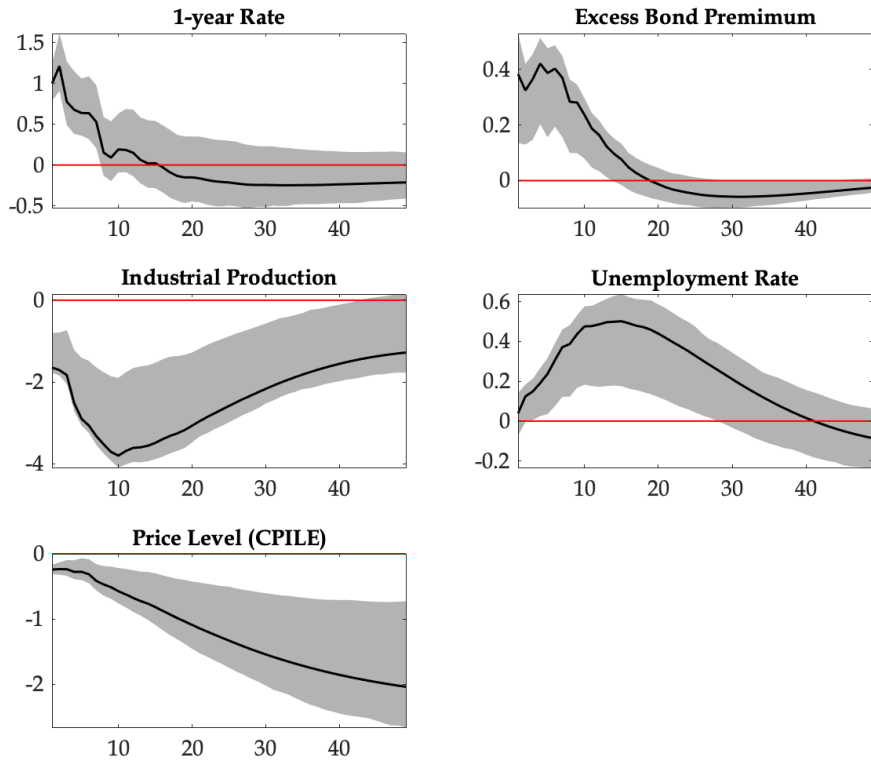 1-year Rate
1.5
1
0.5
0
-0.5
10 20 30 40
Excess Bond Premimum
0.4
0.2
0
10 20 30 40
Industrial Production
0
-2
-4
10 20 30 40
Unemployment Rate
0.6
0.4
0.2
0
-0.2
10 20 30 40
Price Level (CPILE)
0
-1
-2
10 20 30 40